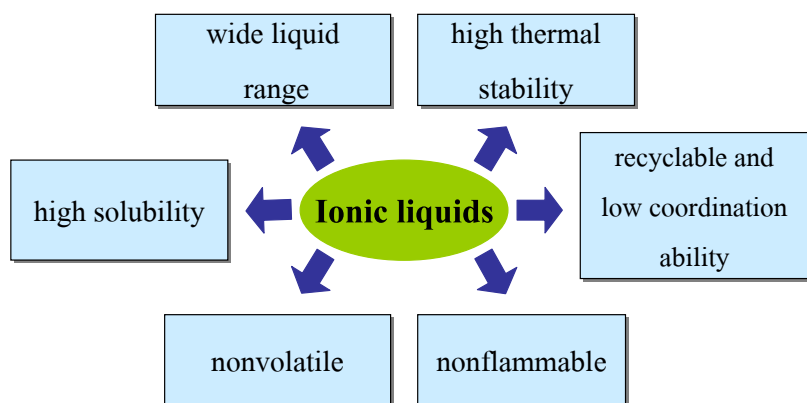 wide liquid
range
high thermal
stability
high solubility
Ionic liquids
recyclable and
low coordination
ability
nonvolatile
nonflammable